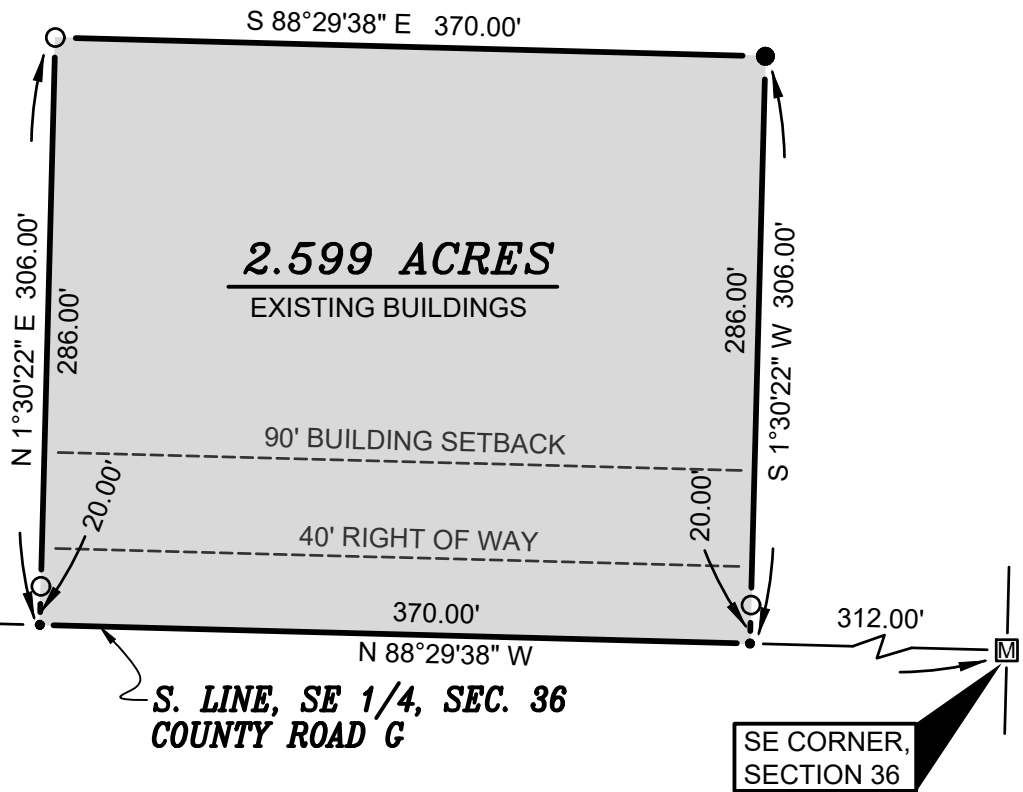 S 88°29'38" E 370.00'
N 1°30'22" E 306.00'
286.00'
2.599 ACRES
EXISTING BUILDINGS
286.00'
S 1°30'22" W 306.00'
90' BUILDING SETBACK
20.00'
20.00'
40' RIGHT OF WAY
370.00'
N 88°29'38" W
312.00'
M
S. LINE, SE 1/4, SEC. 36
COUNTY ROAD G
SE CORNER,
SECTION 36